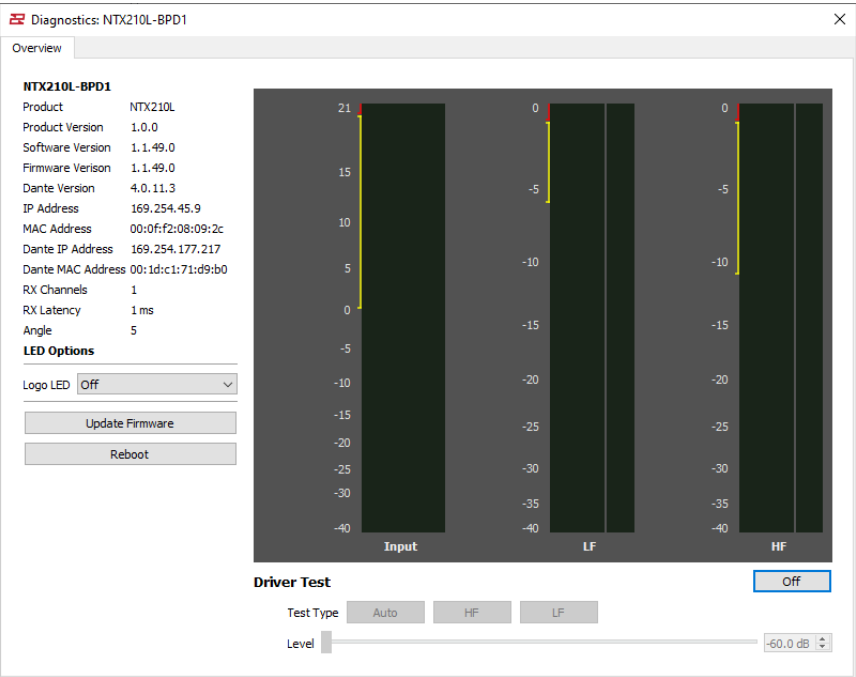 Diagnostics: NTX210L-BPD1
Overview
NTX210L-BPD1
Product NTX210L
Product Version 1.0.0
Software Version 1.1.49.0
Firmware Verison 1.1.49.0
Dante Version 4.0.11.3
IP Address 169.254.45.9
MAC Address 00:0f:f2:08:09:2c
Dante IP Address 169.254.177.217
Dante MAC Address 00:1d:c1:71:d9:b0
RX Channels 1
RX Latency 1 ms
Angle 5
LED Options
Logo LED Off
Update Firmware
Reboot
21
15
10
5
0
-5
-10
-15
-20
-25
-30
-40
Input
0
-5
-10
-15
-20
-25
-30
-35
-40
LF
0
-5
-10
-15
-20
-25
-30
-35
-40
HF
Driver Test Off
Test Type Auto HF LF
Level -60.0 dB